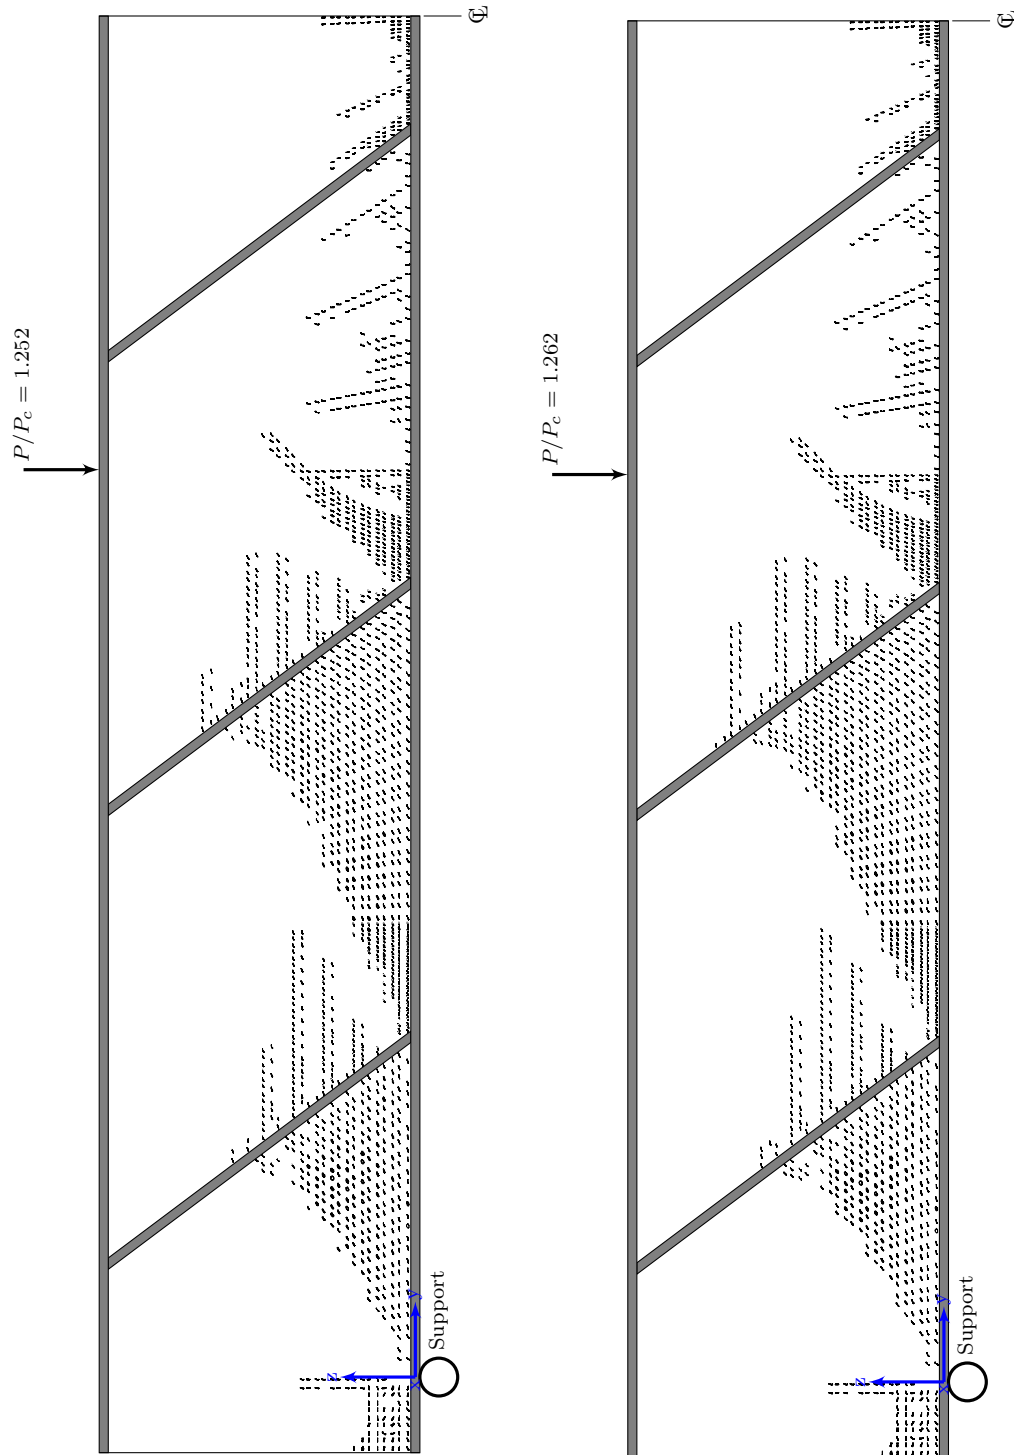 P/P_c = 1.252
℄
z
y
x
Support
P/P_c = 1.262
℄
z
y
x
Support